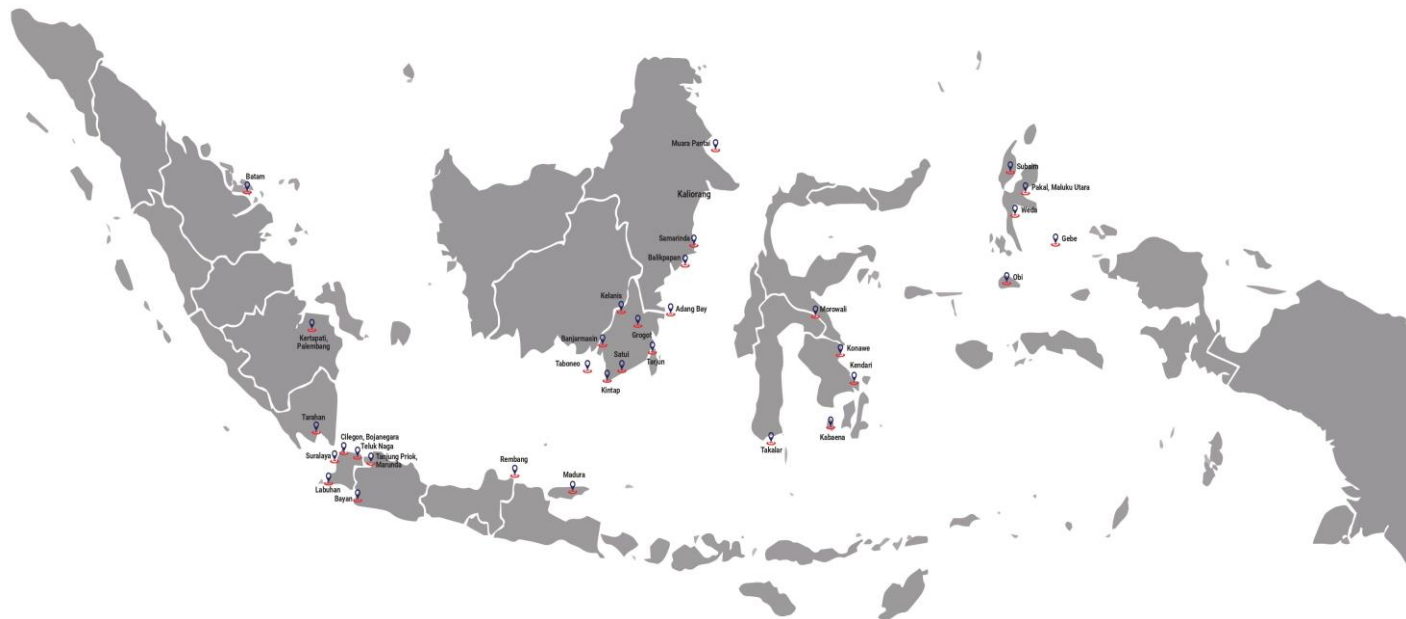 Batam
Kertapati,
Palembang
Tarahan
Cilegon, Bojanegara
Teluk Naga
Suralaya
Tanjung Priok,
Marunda
Labuhan
Bayan
Rembang
Madura
Muara Pantai
Kaliorang
Samarinda
Balikpapan
Kelanis
Adang Bay
Grogot
Banjarmasin
Tarjun
Satui
Taboneo
Kintap
Morowali
Konawe
Kendari
Kabaena
Takalar
Subaim
Pakal, Maluku Utara
Weda
Gebe
Obi